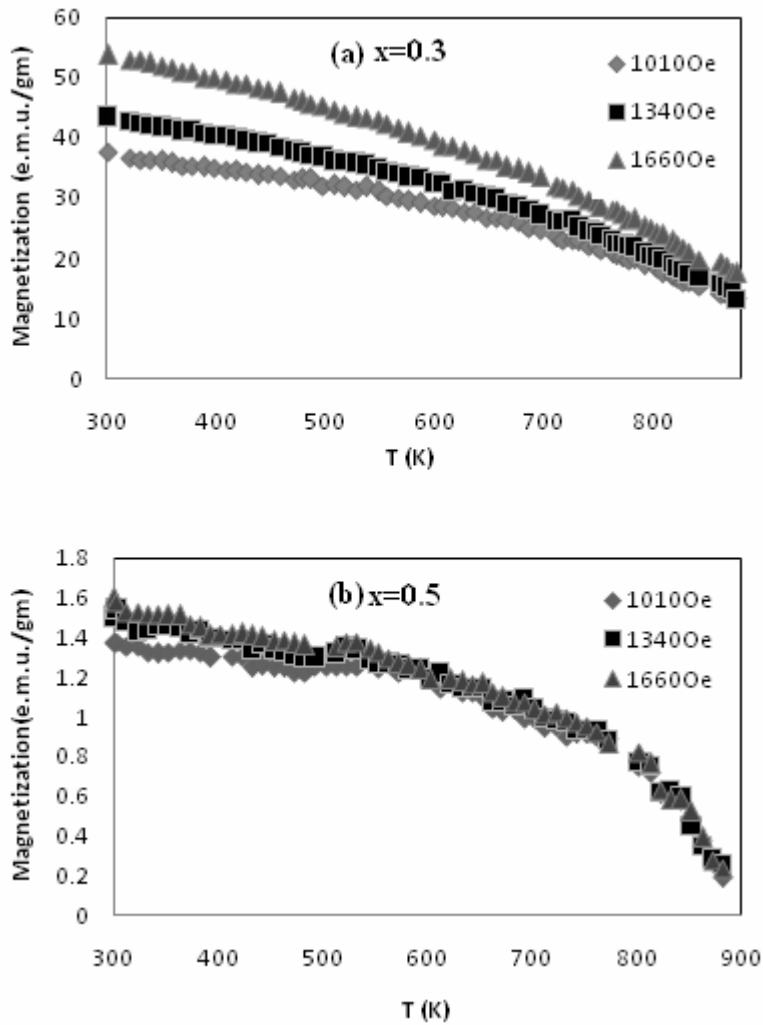 60
50
40
30
20
10
0
Magnetization (e.m.u./gm)
(a) x=0.3
1010Oe
1340Oe
1660Oe
300 400 500 600 700 800
T (K)
1.8
1.6
1.4
1.2
1
0.8
0.6
0.4
0.2
0
Magnetization(e.m.u./gm)
(b) x=0.5
1010Oe
1340Oe
1660Oe
300 400 500 600 700 800 900
T (K)